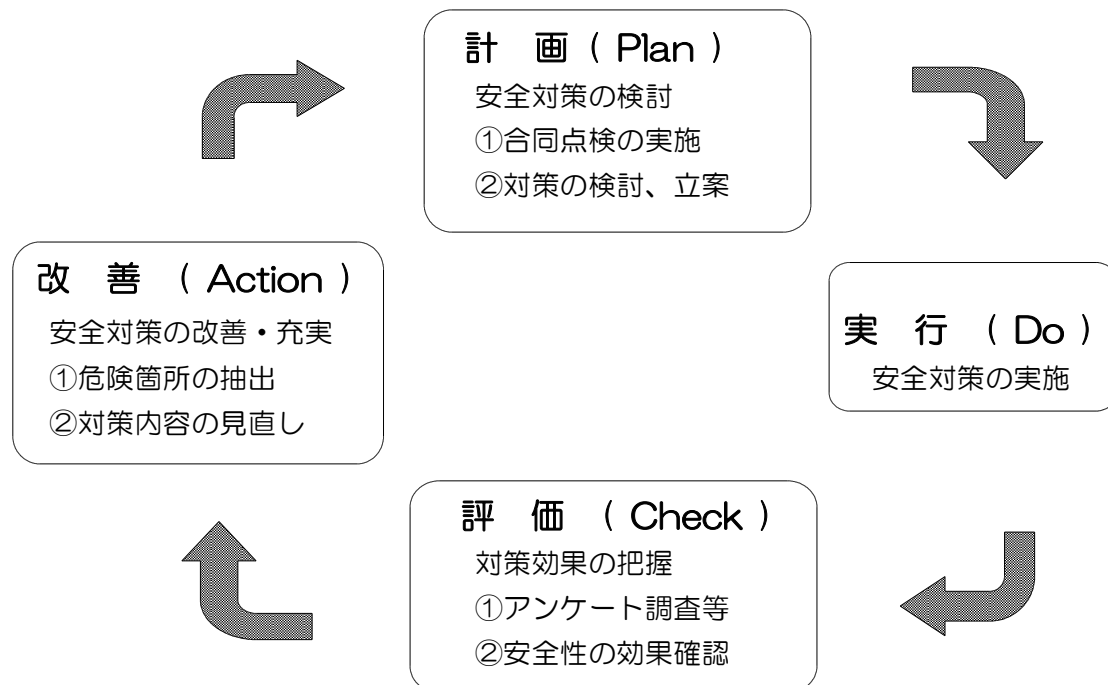 計　画（ Plan ）
安全対策の検討
①合同点検の実施
②対策の検討、立案
実　行　（ Do ）
安全対策の実施
評　価　（ Check ）
対策効果の把握
①アンケート調査等
②安全性の効果確認
改　善　（ Action ）
安全対策の改善・充実
①危険箇所の抽出
②対策内容の見直し